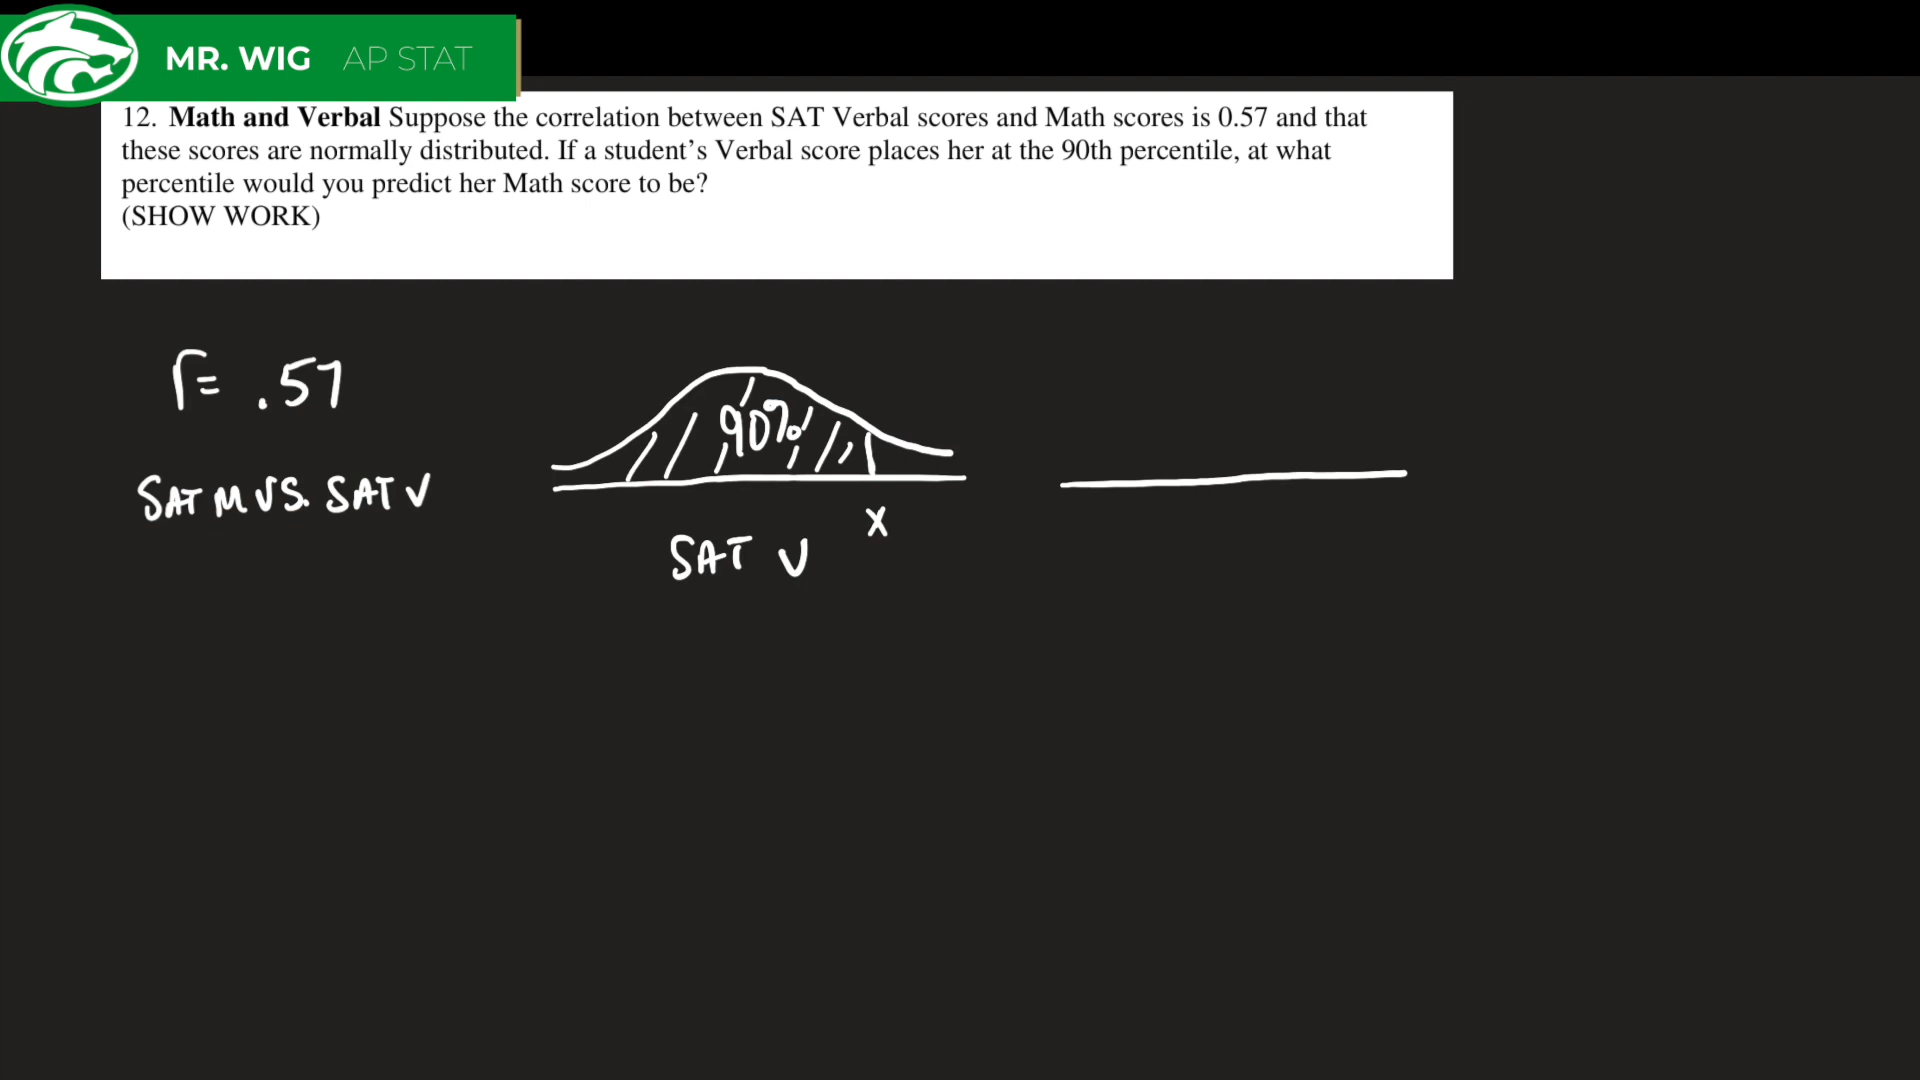 MR. WIG AP STAT
12. Math and Verbal Suppose the correlation between SAT Verbal scores and Math scores is 0.57 and that
these scores are normally distributed. If a student’s Verbal score places her at the 90th percentile, at what
percentile would you predict her Math score to be?
(SHOW WORK)
r= .57
90%
SAT M VS. SAT V
X
SAT V